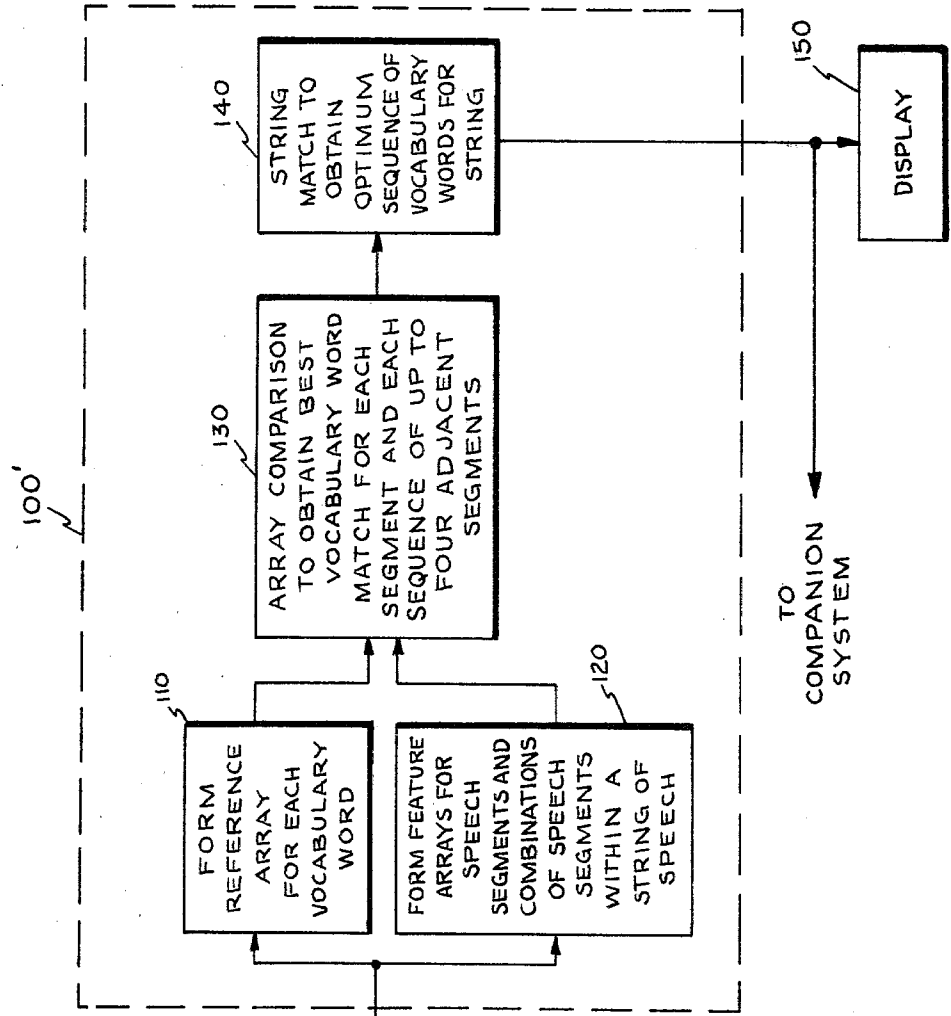 100'
110
FORM
REFERENCE
ARRAY
FOR EACH
VOCABULARY
WORD
120
FORM FEATURE
ARRAYS FOR
SPEECH
SEGMENTS AND
COMBINATIONS
OF SPEECH
SEGMENTS
WITHIN A
STRING OF
SPEECH
130
ARRAY COMPARISON
TO OBTAIN BEST
VOCABULARY WORD
MATCH FOR EACH
SEGMENT AND EACH
SEQUENCE OF UP TO
FOUR ADJACENT
SEGMENTS
140
STRING
MATCH TO
OBTAIN
OPTIMUM
SEQUENCE OF
VOCABULARY
WORDS FOR
STRING
TO
COMPANION
SYSTEM
150
DISPLAY